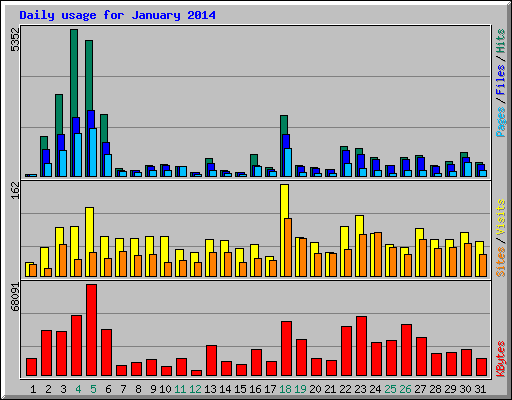 Daily usage for January 2014
5352
Pages / Files / Hits
162
Sites / Visits
68091
KBytes
1 2 3 4 5 6 7 8 9 10 11 12 13 14 15 16 17 18 19 20 21 22 23 24 25 26 27 28 29 30 31